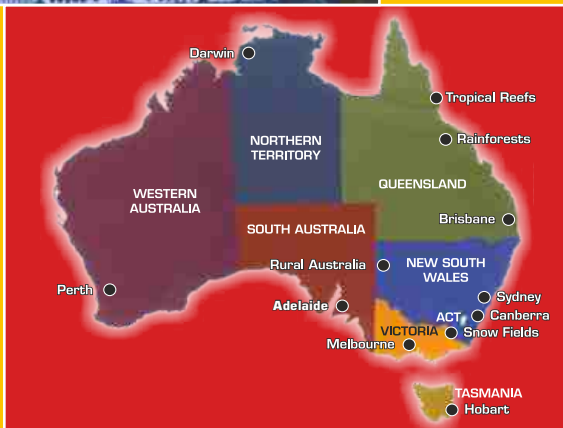 Darwin
Tropical Reefs
NORTHERN
TERRITORY
Rainforests
WESTERN
AUSTRALIA
QUEENSLAND
Brisbane
SOUTH AUSTRALIA
Rural Australia
NEW SOUTH
WALES
Perth
Adelaide
Sydney
ACT
Canberra
VICTORIA
Snow Fields
Melbourne
TASMANIA
Hobart